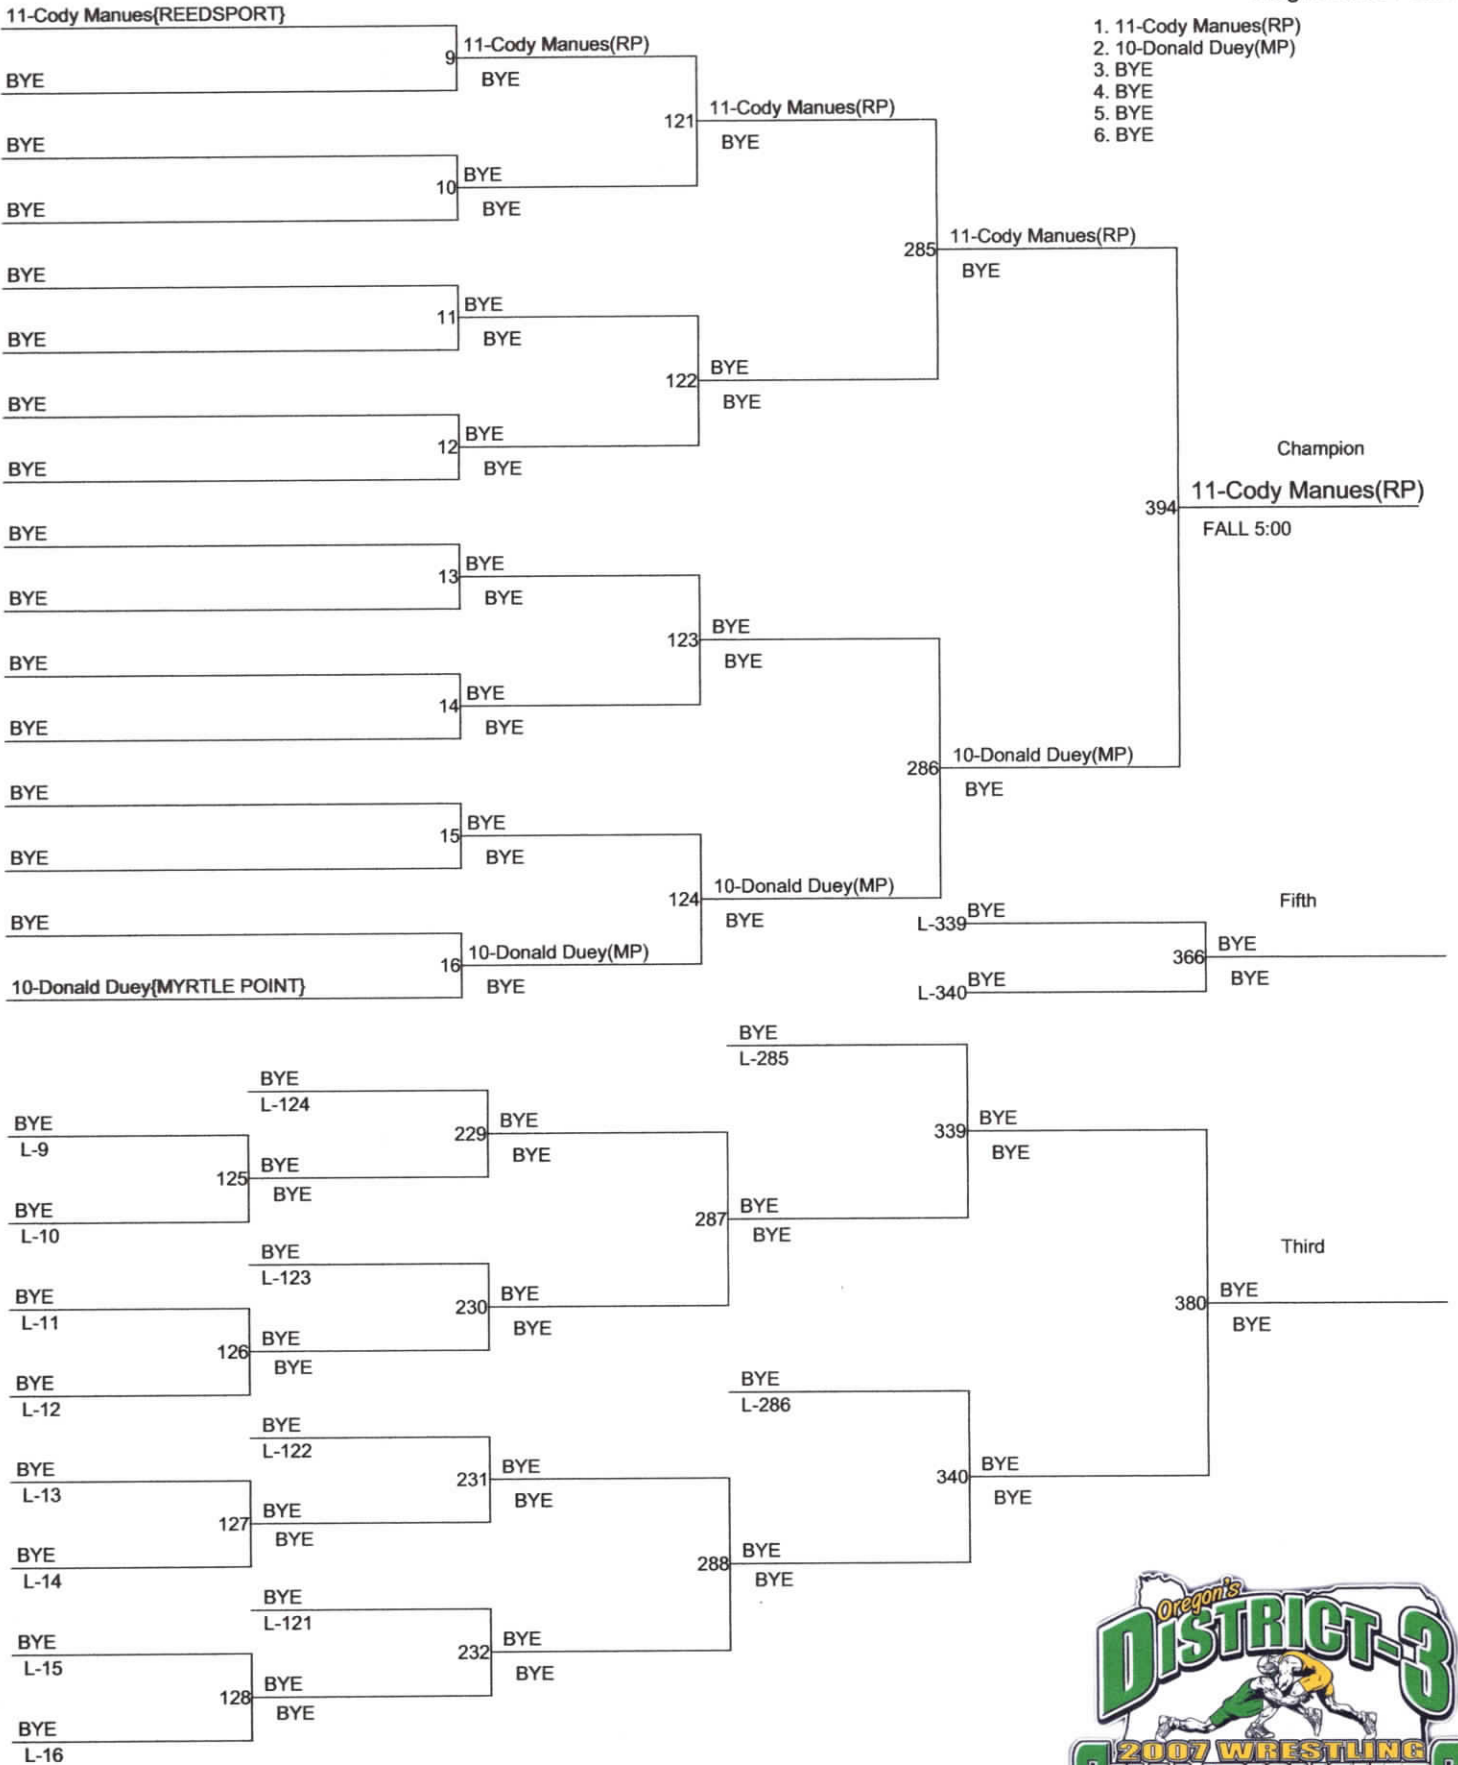 11-Cody Manues{REEDSPORT}
BYE
9
11-Cody Manues(RP)
BYE
BYE
BYE
10
BYE
BYE
121
11-Cody Manues(RP)
BYE
BYE
BYE
11
BYE
BYE
BYE
BYE
12
BYE
BYE
122
BYE
BYE
285
11-Cody Manues(RP)
BYE
BYE
BYE
13
BYE
BYE
BYE
BYE
14
BYE
BYE
123
BYE
BYE
BYE
BYE
15
BYE
BYE
BYE
10-Donald Duey{MYRTLE POINT}
16
10-Donald Duey(MP)
BYE
124
10-Donald Duey(MP)
BYE
286
10-Donald Duey(MP)
BYE
1. 11-Cody Manues(RP)
2. 10-Donald Duey(MP)
3. BYE
4. BYE
5. BYE
6. BYE
Champion
394
11-Cody Manues(RP)
FALL 5:00
Fifth
L-339
BYE
L-340
BYE
366
BYE
BYE
BYE
L-9
BYE
L-10
125
BYE
BYE
BYE
L-124
229
BYE
BYE
BYE
L-11
BYE
L-12
126
BYE
BYE
BYE
L-123
230
BYE
BYE
287
BYE
BYE
BYE
L-285
339
BYE
BYE
BYE
L-13
BYE
L-14
127
BYE
BYE
BYE
L-122
231
BYE
BYE
BYE
L-15
BYE
L-16
128
BYE
BYE
BYE
L-121
232
BYE
BYE
288
BYE
BYE
BYE
L-286
340
BYE
BYE
Third
380
BYE
BYE
Oregon's
DISTRICT-3
2007 WRESTLING